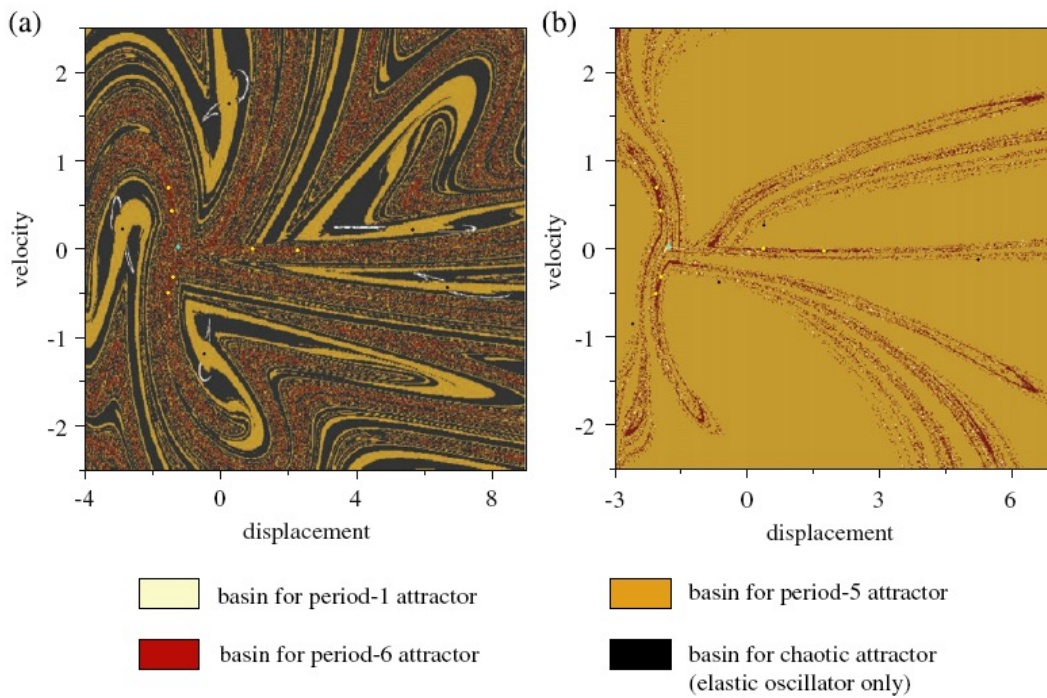 (a)
(b)
velocity
2
1
0
-1
-2
-4
0
4
8
displacement
velocity
2
1
0
-1
-2
-3
0
3
6
displacement
basin for period-1 attractor
basin for period-5 attractor
basin for period-6 attractor
basin for chaotic attractor
(elastic oscillator only)